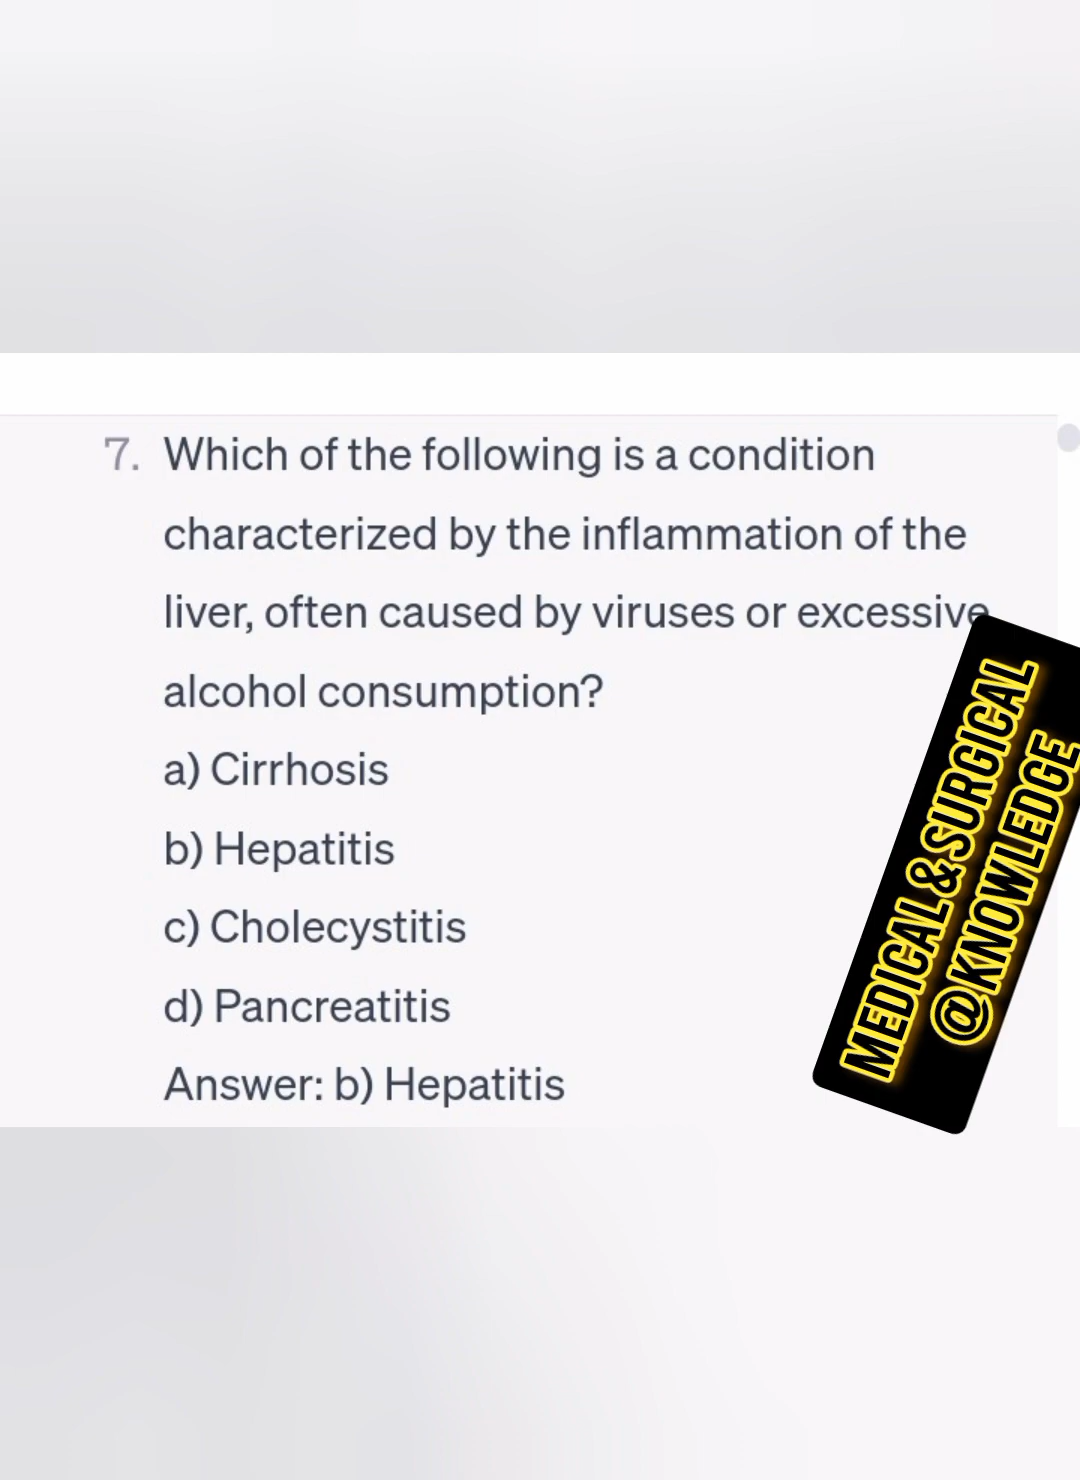 7. Which of the following is a condition
characterized by the inflammation of the
liver, often caused by viruses or excessive
alcohol consumption?
a) Cirrhosis
b) Hepatitis
c) Cholecystitis
d) Pancreatitis
Answer: b) Hepatitis
MEDICAL & SURGICAL
@KNOWLEDGE